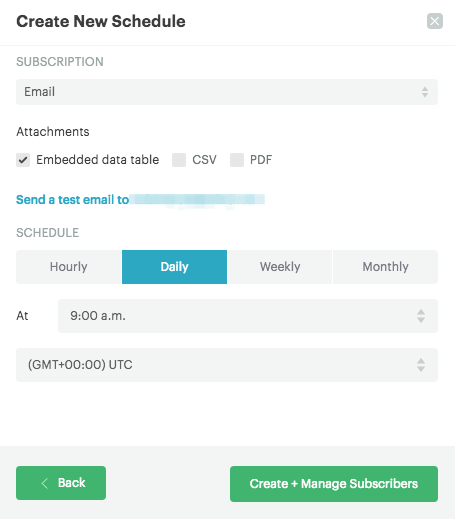 Create New Schedule
SUBSCRIPTION
Email
Attachments
Embedded data table CSV PDF
Send a test email to
SCHEDULE
Hourly Daily Weekly Monthly
At 9:00 a.m.
(GMT+00:00) UTC
Back Create + Manage Subscribers